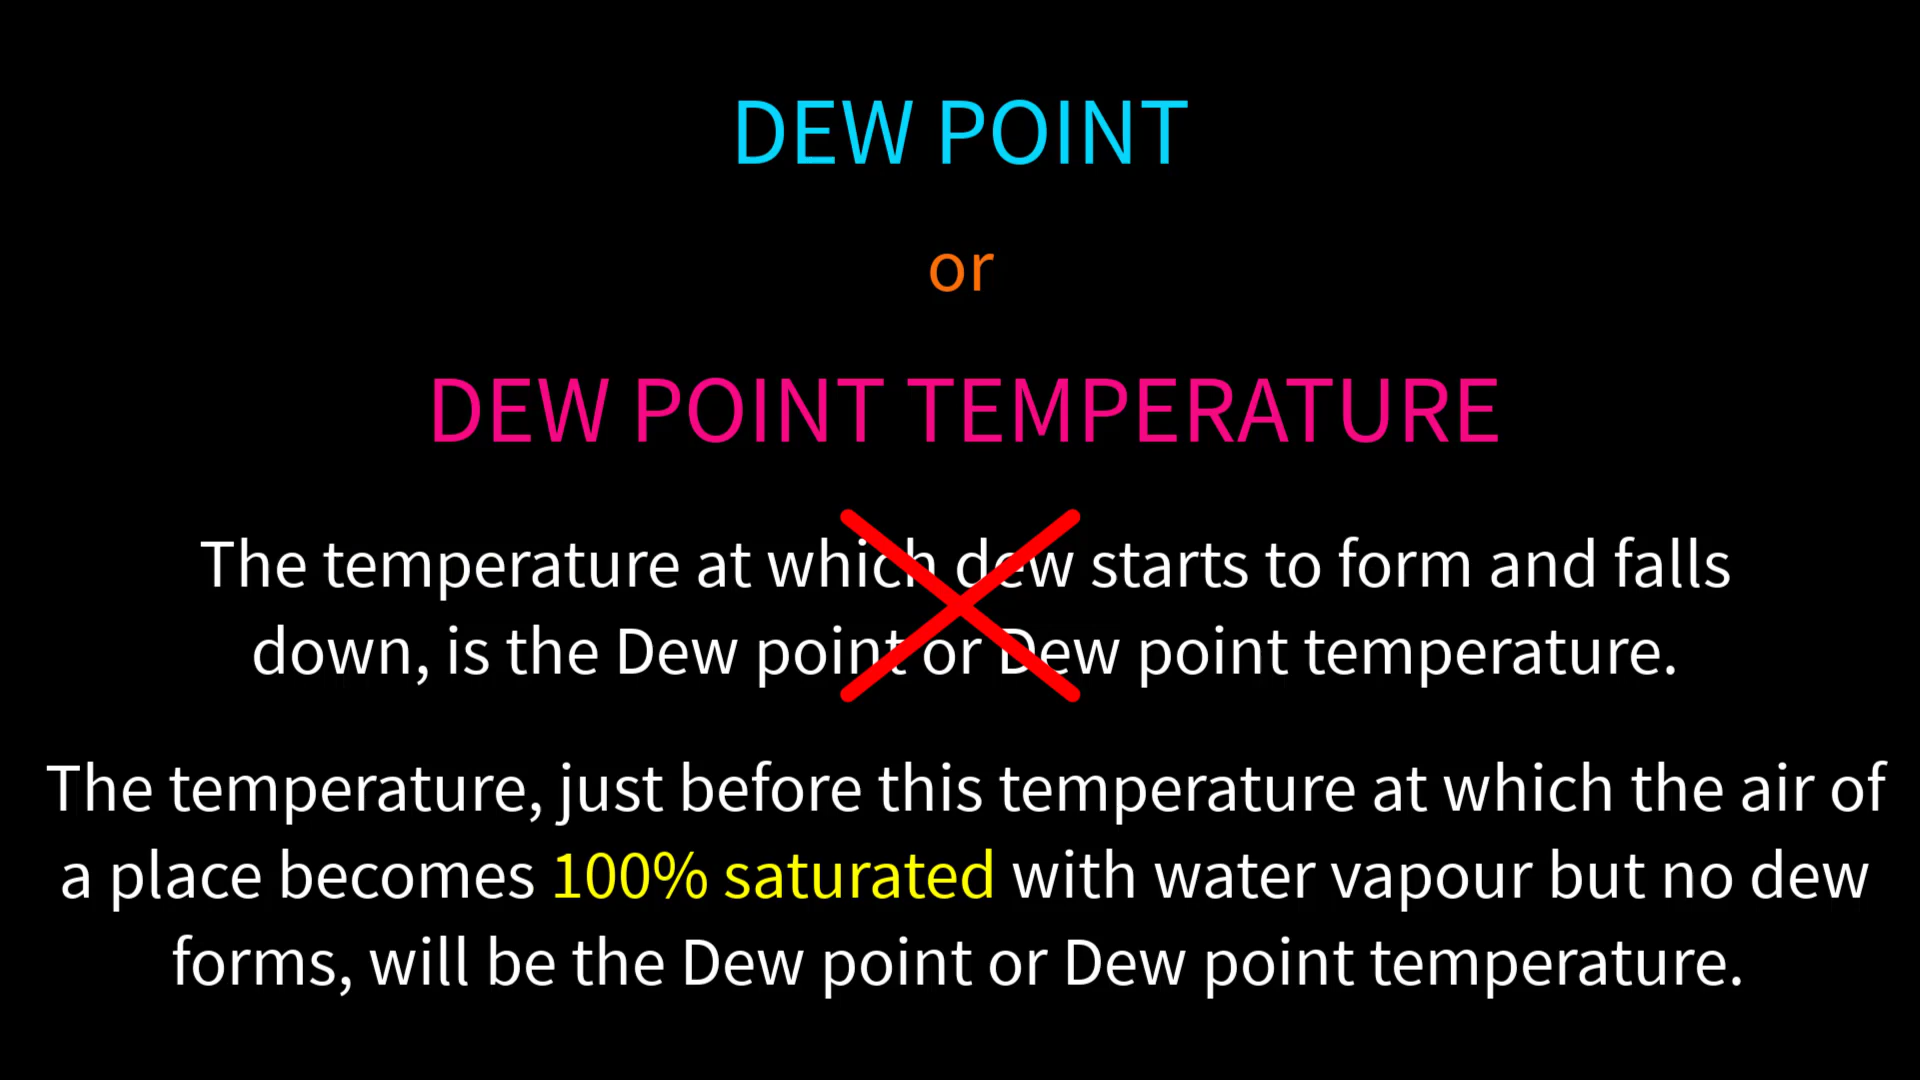 DEW POINT
or
DEW POINT TEMPERATURE
The temperature at which dew starts to form and falls
down, is the Dew point or Dew point temperature.
The temperature, just before this temperature at which the air of
a place becomes 100% saturated with water vapour but no dew
forms, will be the Dew point or Dew point temperature.